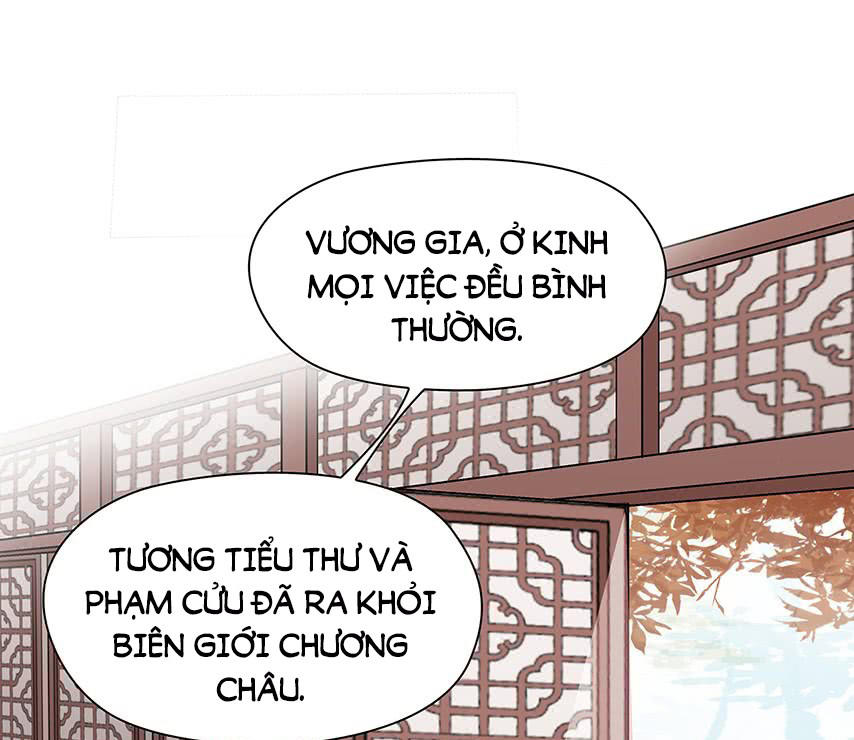 VƯƠNG GIA, Ở KINH
MỌI VIỆC ĐỀU BÌNH
THƯỜNG.
TƯƠNG TIỂU THƯ VÀ
PHẠM CỬU ĐÃ RA KHỎI
BIÊN GIỚI CHƯƠNG
CHÂU.